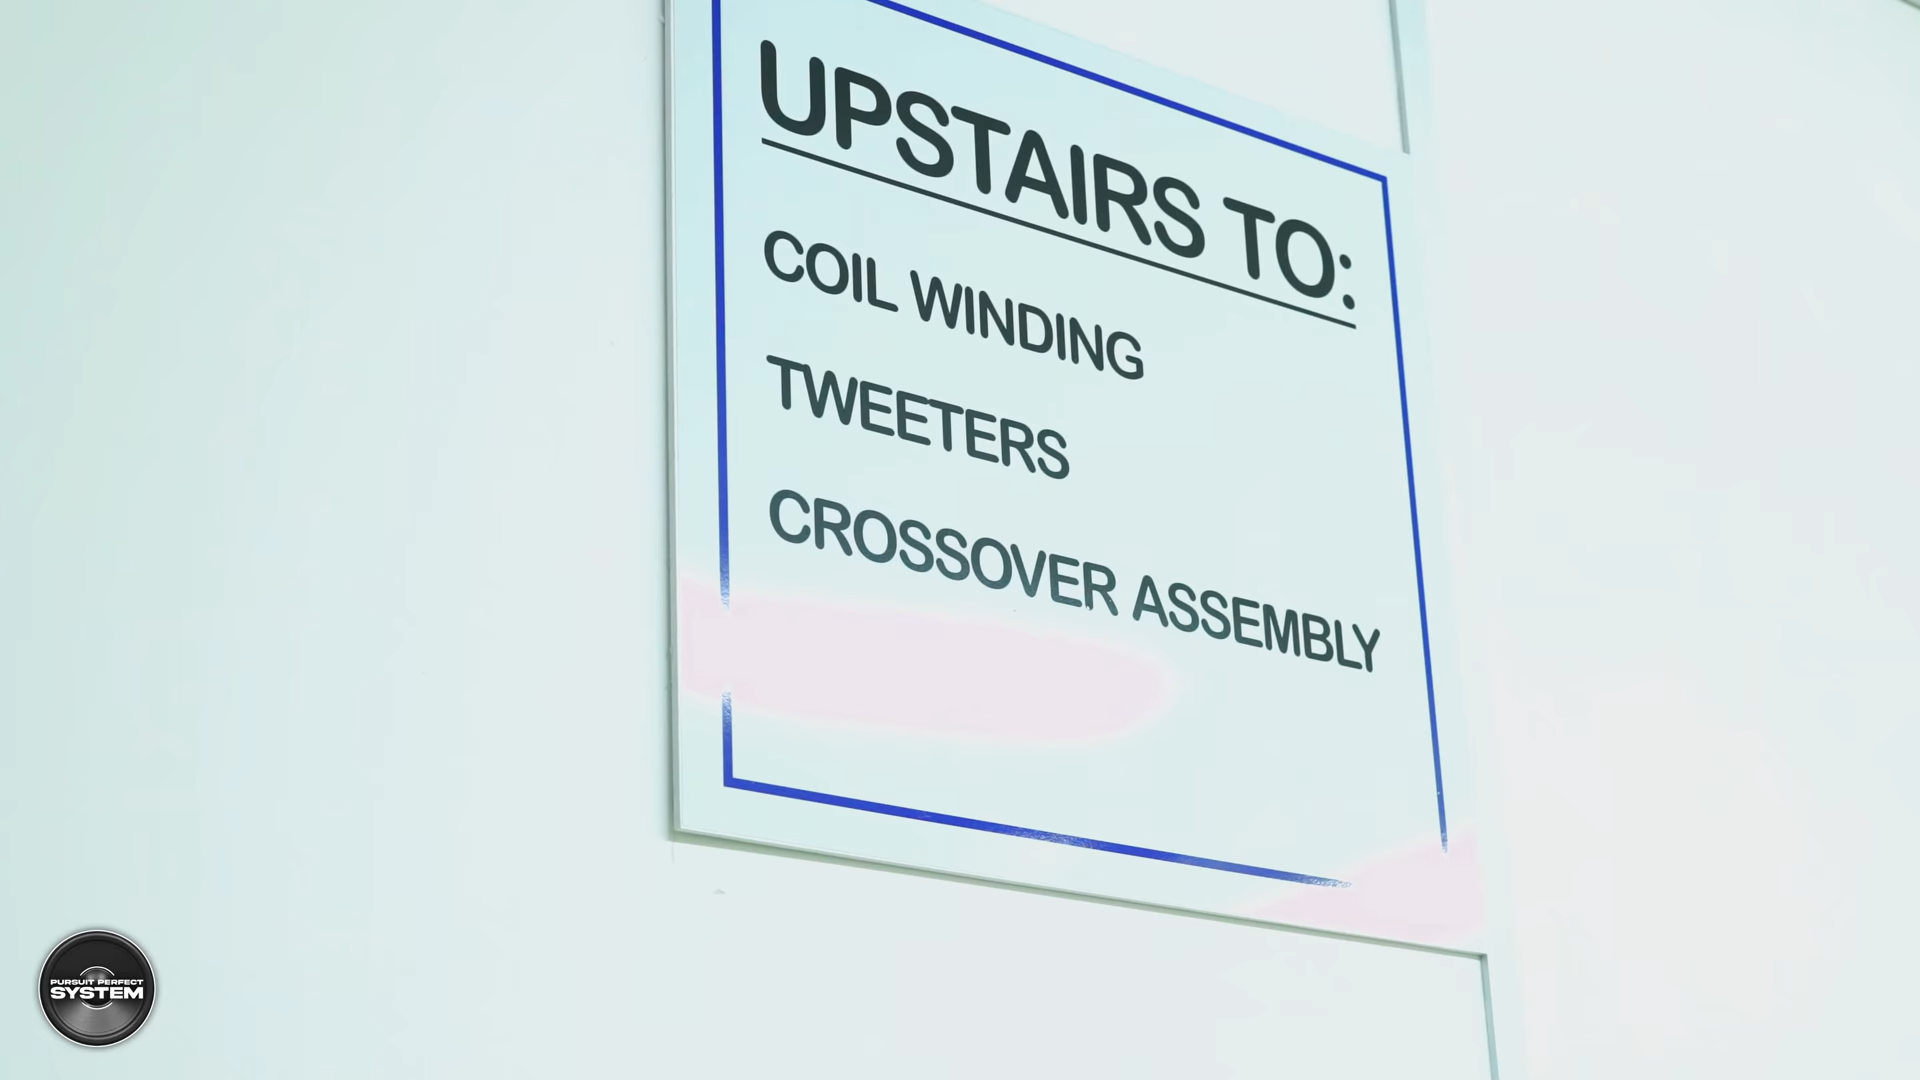 UPSTAIRS TO:
COIL WINDING
TWEETERS
CROSSOVER ASSEMBLY
PURSUIT PERFECT
SYSTEM